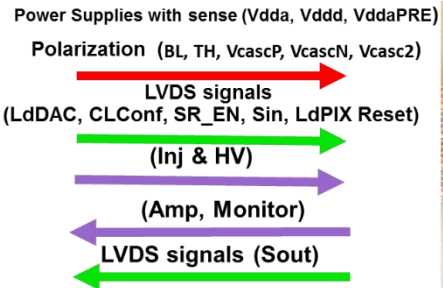 Power Supplies with sense (Vdda, Vddd, VddaPRE)
Polarization (BL, TH, VcascP, VcascN, Vcasc2)
LVDS signals
(LdDAC, CLConf, SR_EN, Sin, LdPIX Reset)
(Inj & HV)
(Amp, Monitor)
LVDS signals (Sout)